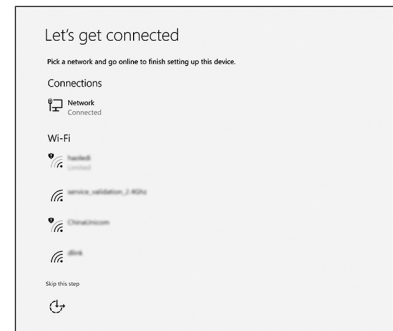 Let's get connected
Pick a network and go online to finish setting up this device.
Connections
Network
Connected
Wi-Fi
Limited
service_validation_2.4Ghz
ChinaUnicom
dlink
Skip this step